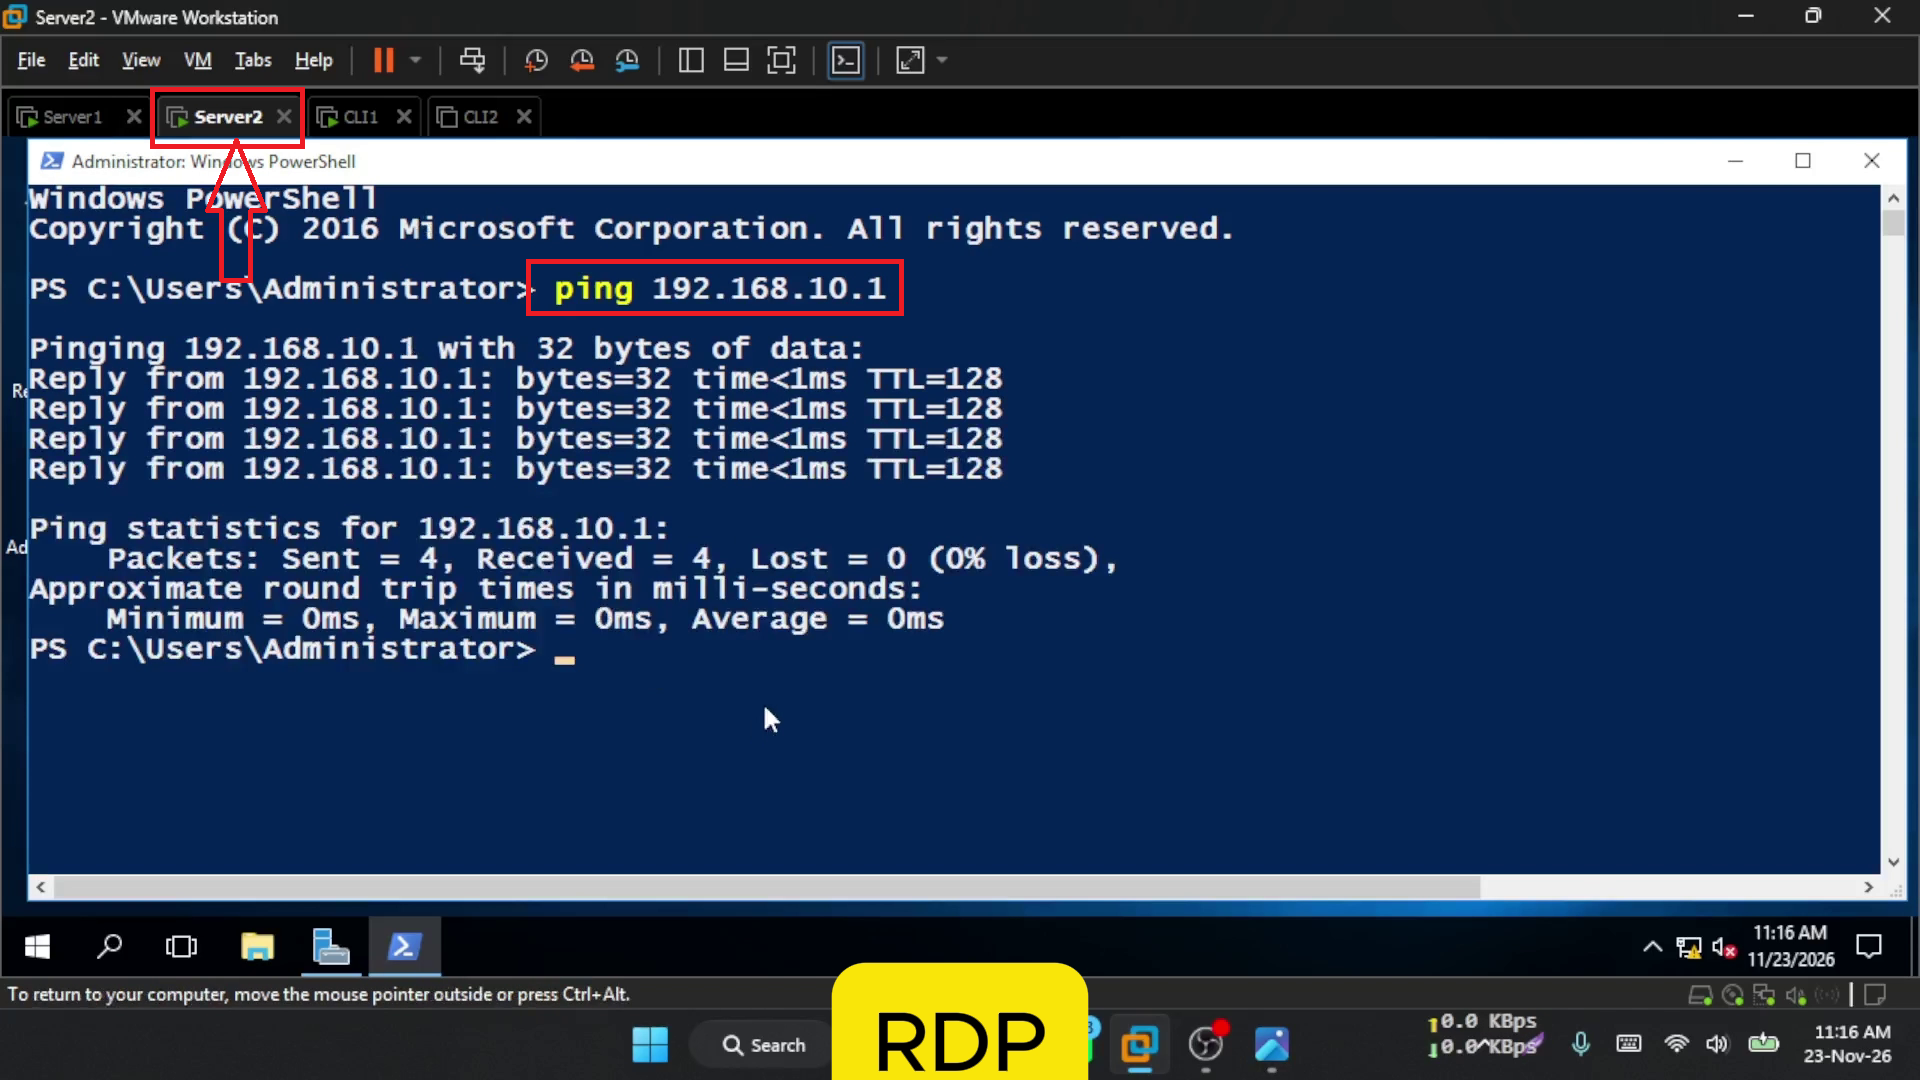 Server2 - VMware Workstation
File Edit View VM Tabs Help
Server1 Server2 CLI1 CLI2
Administrator: Windows PowerShell
Windows PowerShell
Copyright (C) 2016 Microsoft Corporation. All rights reserved.
PS C:\Users\Administrator> ping 192.168.10.1
Pinging 192.168.10.1 with 32 bytes of data:
Reply from 192.168.10.1: bytes=32 time<1ms TTL=128
Reply from 192.168.10.1: bytes=32 time<1ms TTL=128
Reply from 192.168.10.1: bytes=32 time<1ms TTL=128
Reply from 192.168.10.1: bytes=32 time<1ms TTL=128
Ping statistics for 192.168.10.1:
Packets: Sent = 4, Received = 4, Lost = 0 (0% loss),
Approximate round trip times in milli-seconds:
Minimum = 0ms, Maximum = 0ms, Average = 0ms
PS C:\Users\Administrator>
Re
Ad
11:16 AM
11/23/2026
To return to your computer, move the mouse pointer outside or press Ctrl+Alt.
Search
RDP
0.0 KBps
0.0 KBps
11:16 AM
23-Nov-26